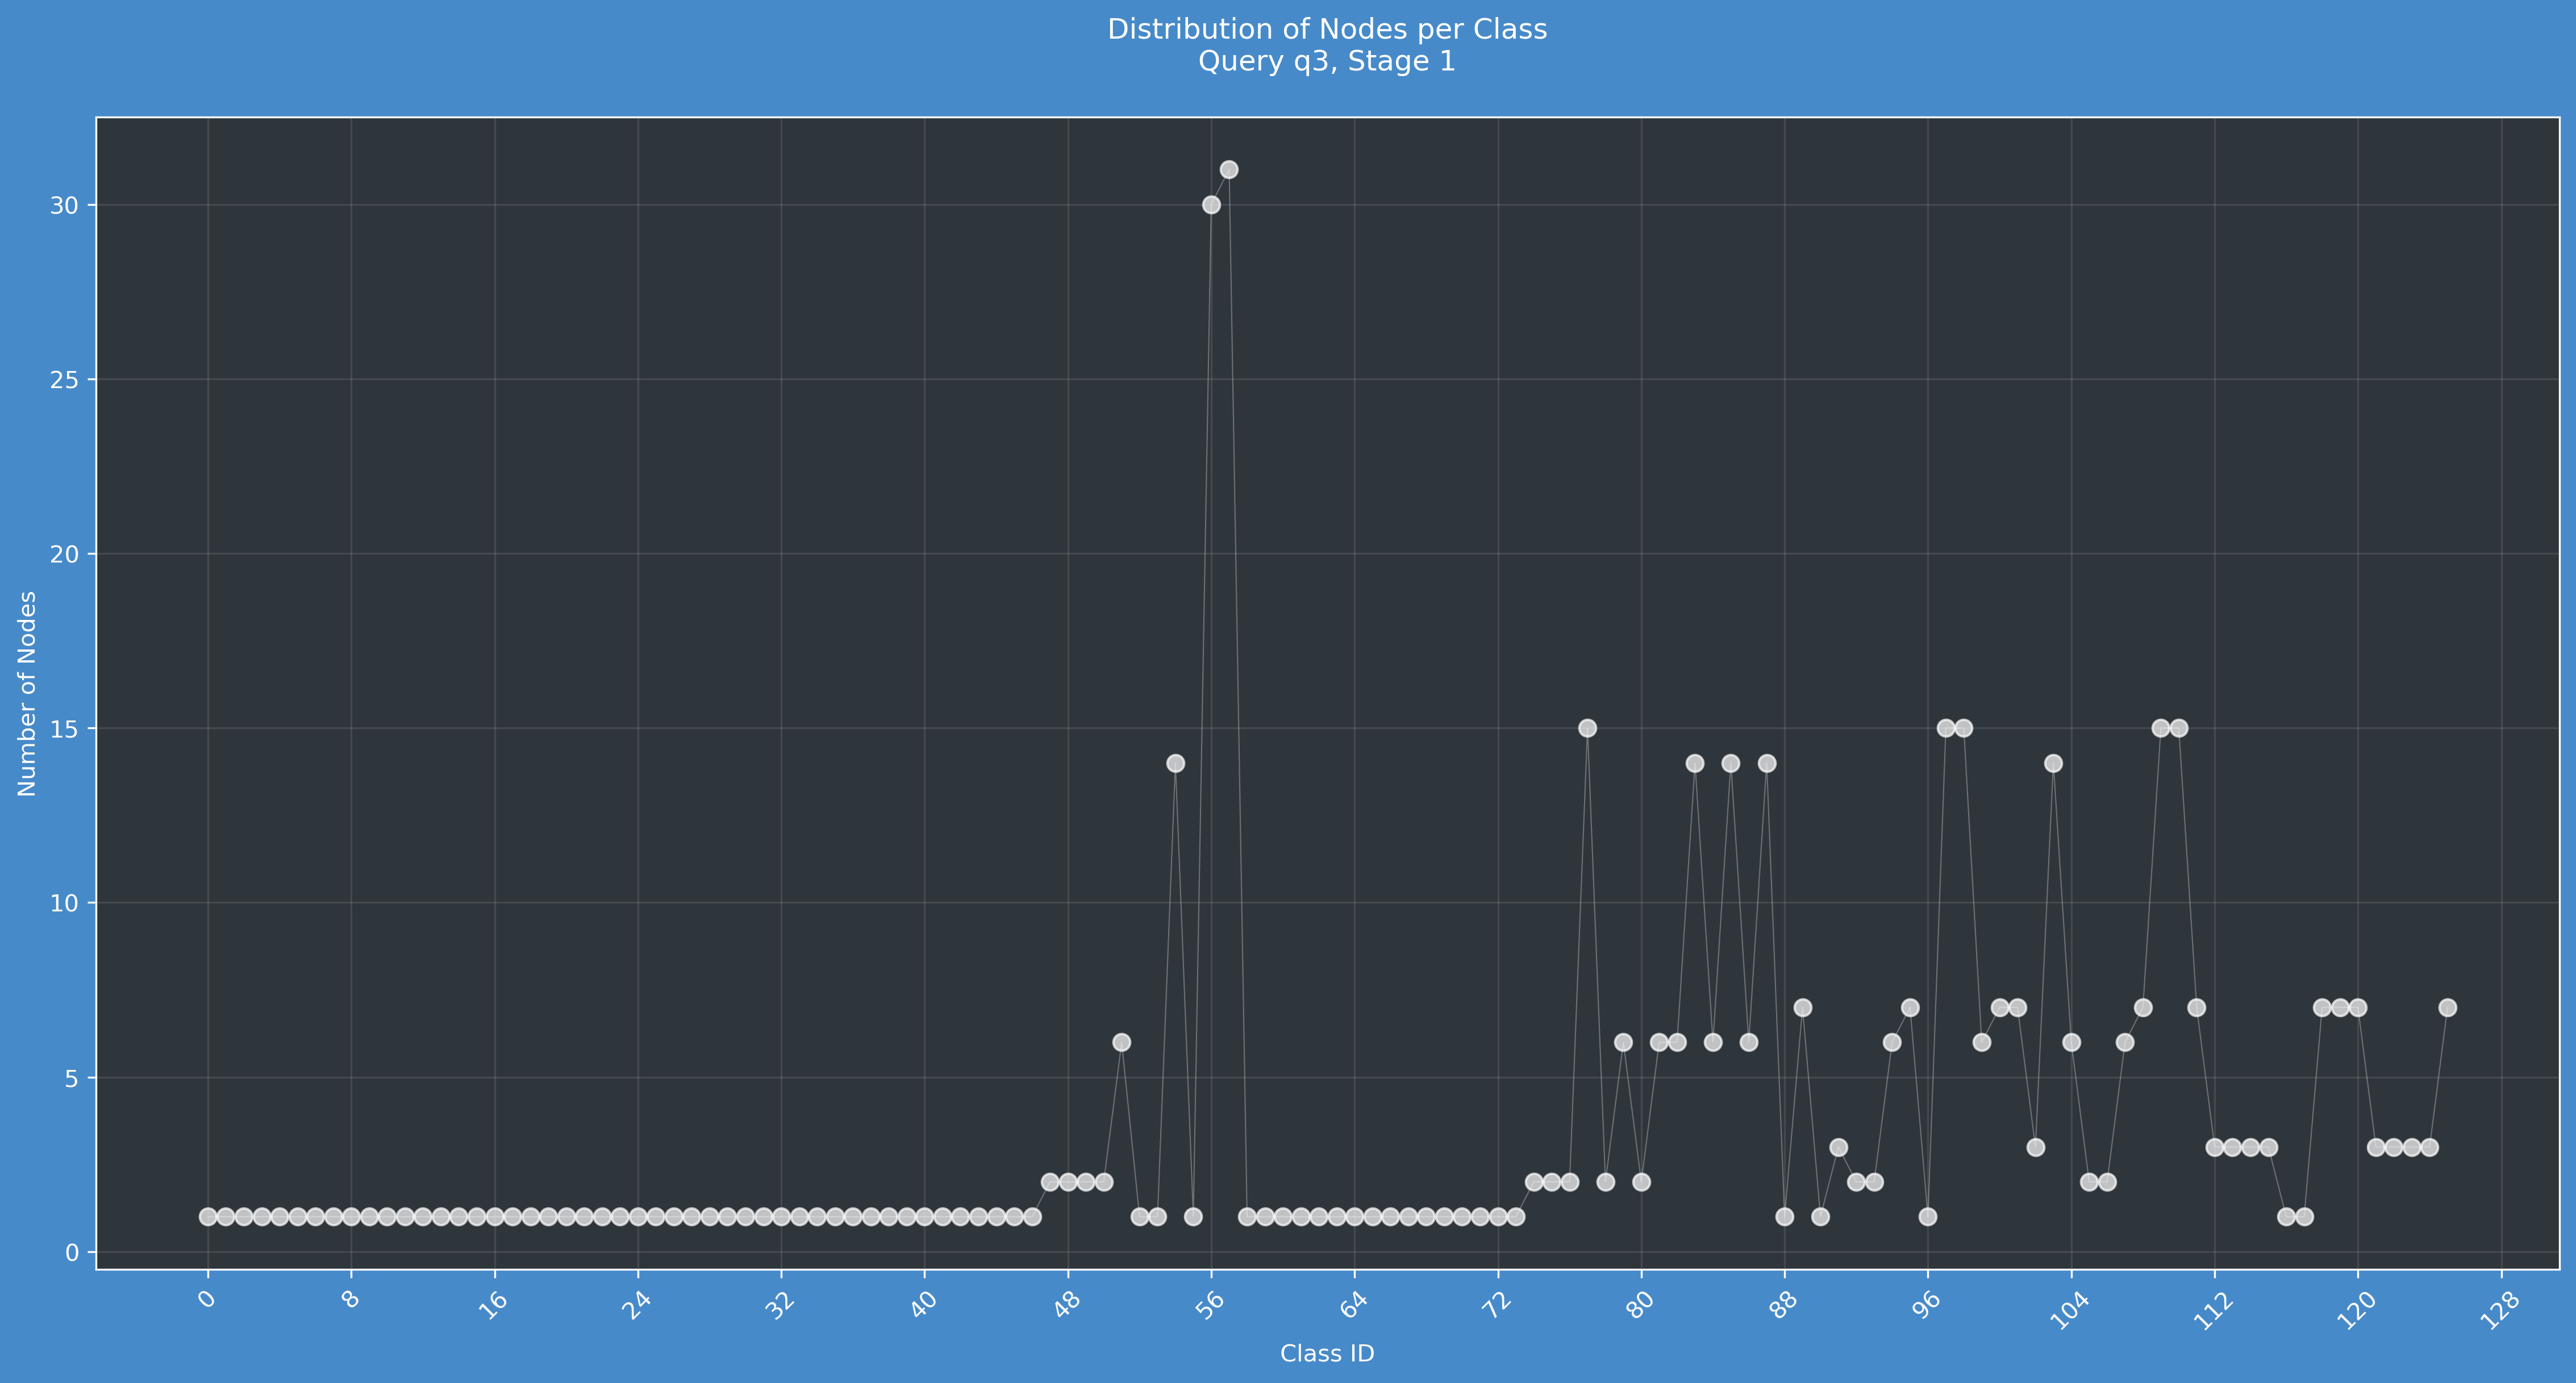 Distribution of Nodes per Class
Query q3, Stage 1
Number of Nodes
30
25
20
15
10
5
0
0 8 16 24 32 40 48 56 64 72 80 88 96 104 112 120 128
Class ID